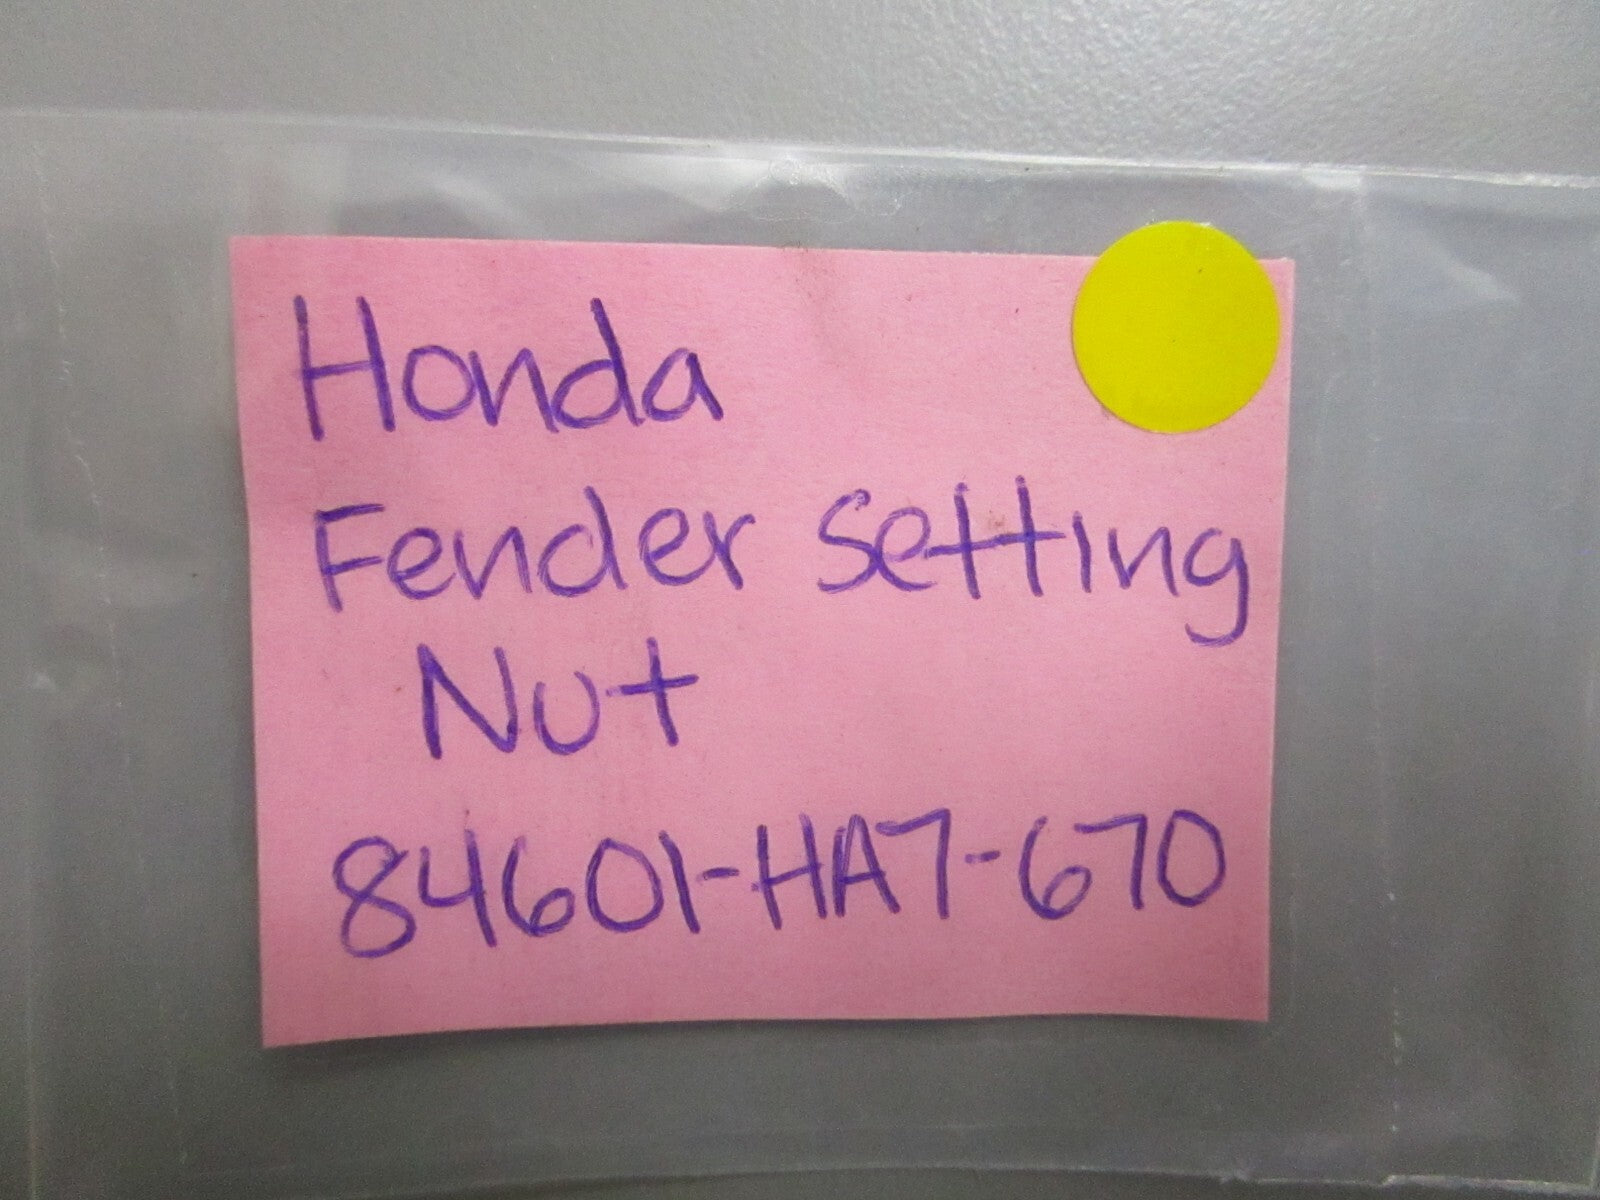 Honda
Fender Setting
Nut
84601-HA7-670